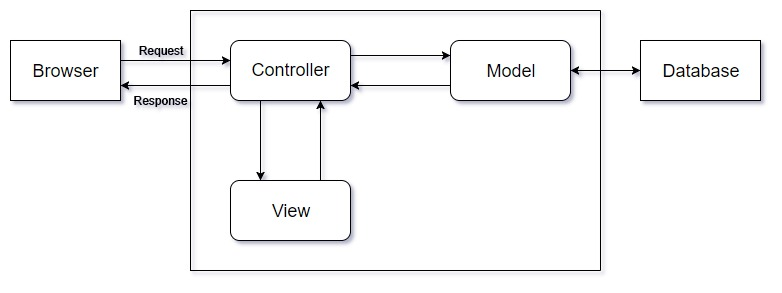 Request
Browser
Controller
Model
Database
Response
View